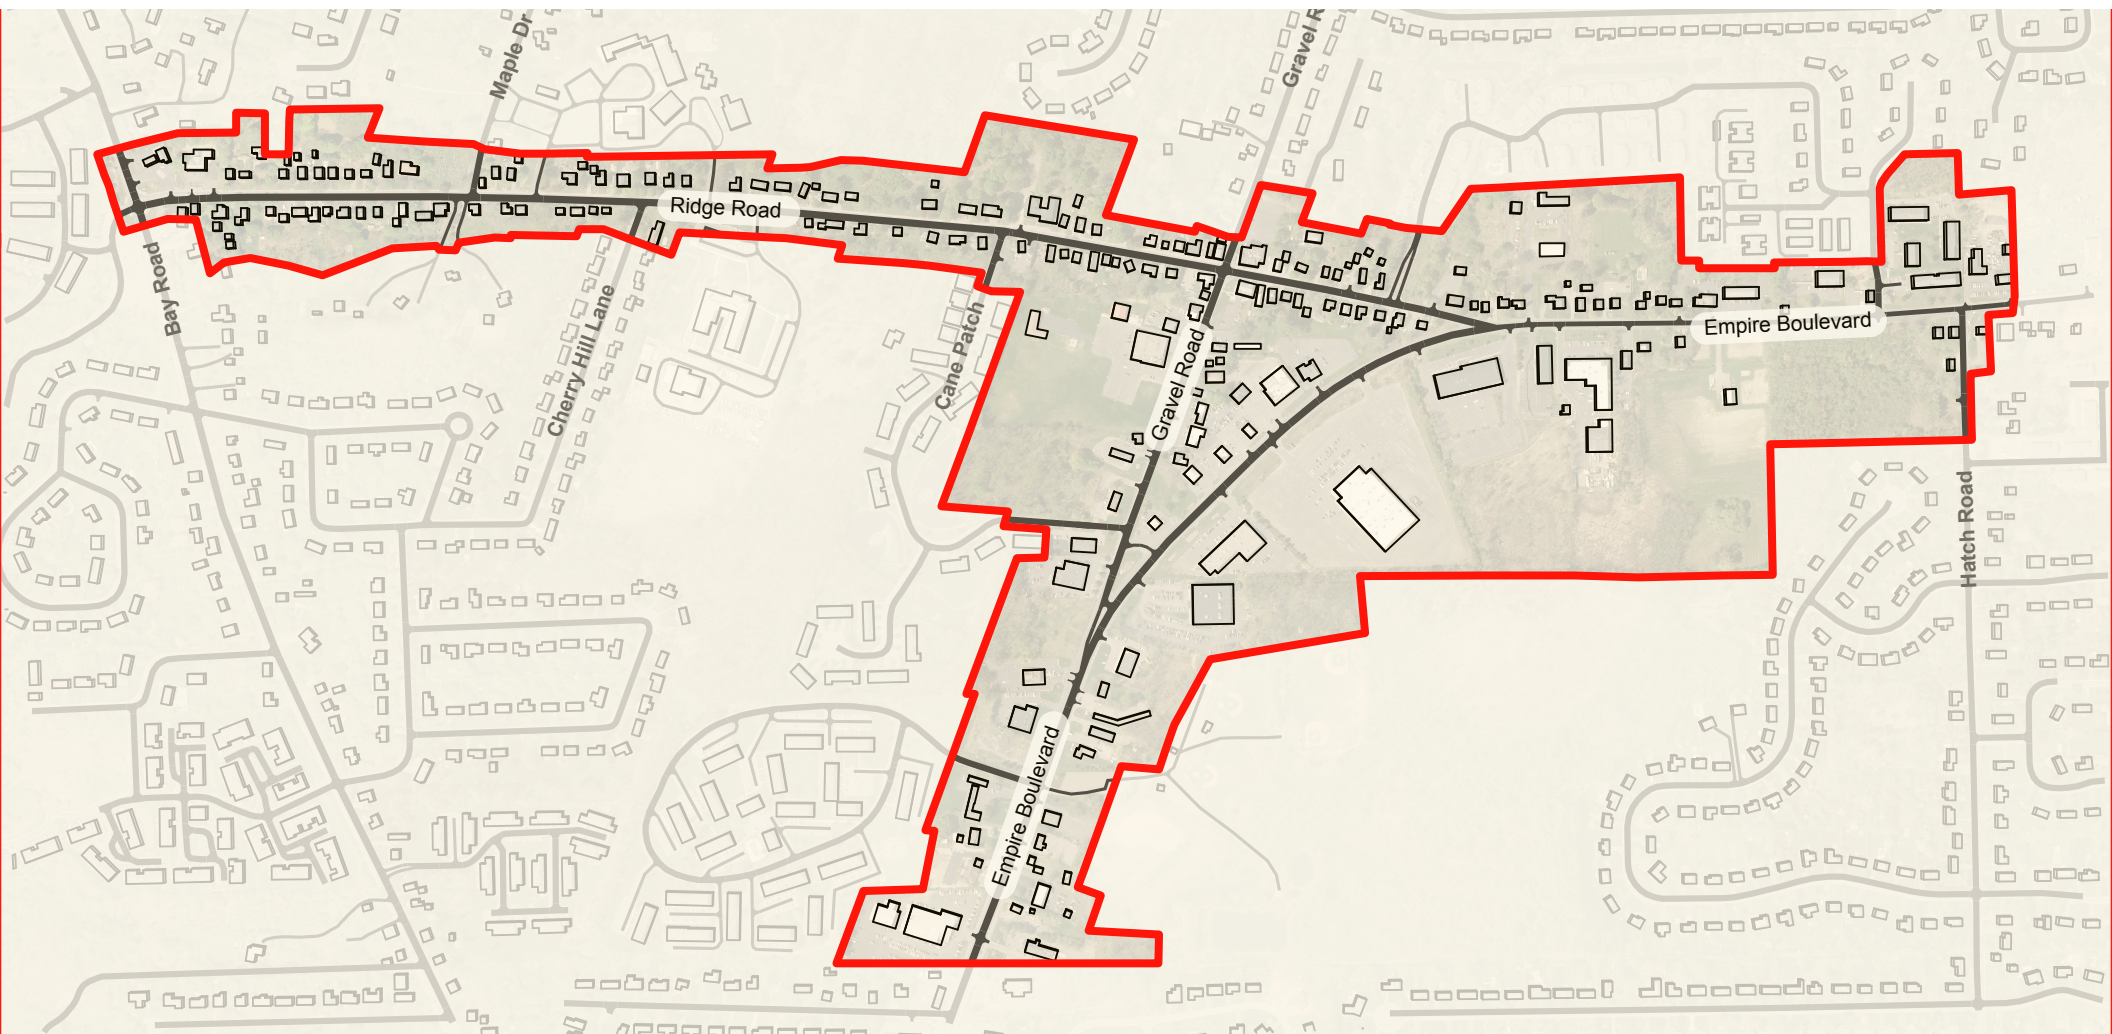 Maple Dr
Gravel R
Ridge Road
Bay Road
Cherry Hill Lane
Cane Patch
Gravel Road
Empire Boulevard
Hatch Road
Empire Boulevard